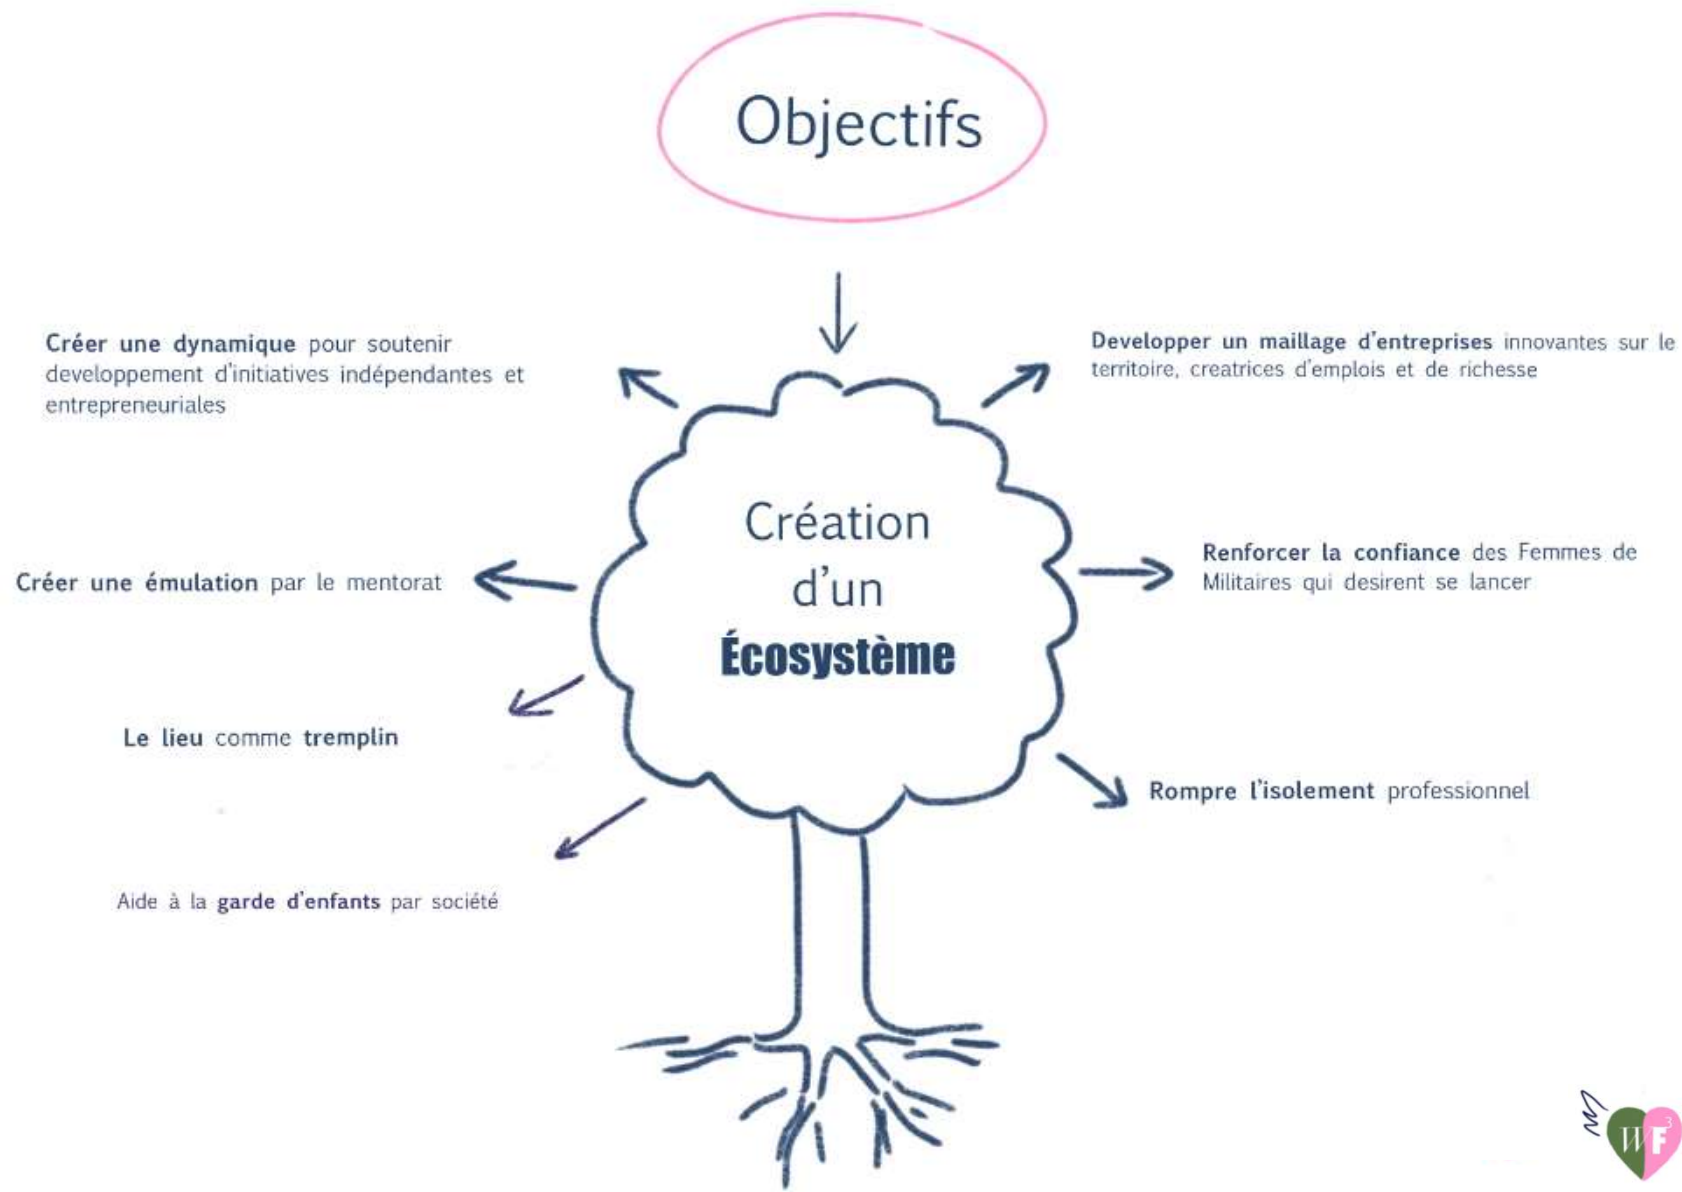 Objectifs
Créer une dynamique pour soutenir
developpement d'initiatives indépendantes et
entrepreneuriales
Developper un maillage d'entreprises innovantes sur le
territoire, creatrices d'emplois et de richesse
Création
d'un
Écosystème
Créer une émulation par le mentorat
Renforcer la confiance des Femmes de
Militaires qui desirent se lancer
Le lieu comme tremplin
Rompre l'isolement professionnel
Aide à la garde d'enfants par société
WF3